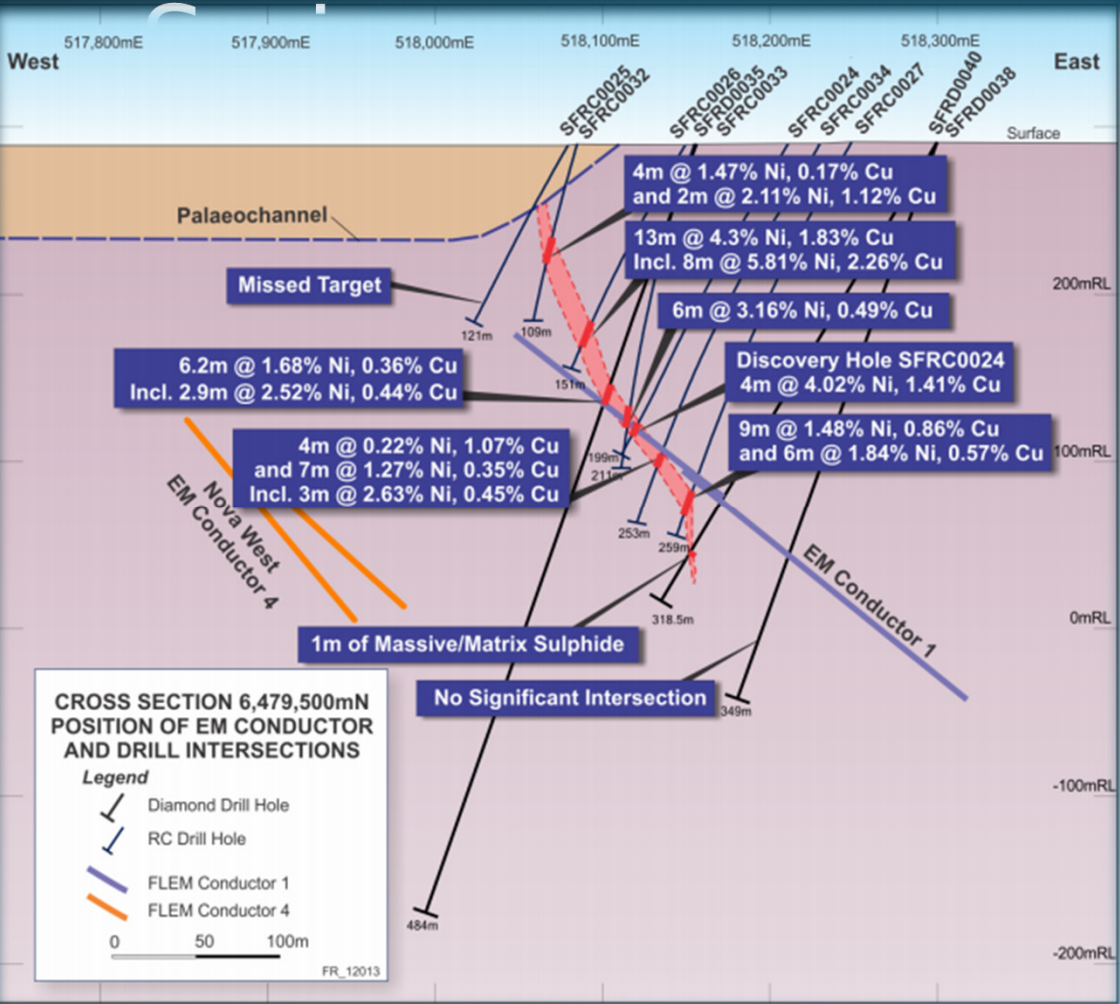 517,800mE
517,900mE
518,000mE
518,100mE
518,200mE
518,300mE
West
East
SFRC0025
SFRC0032
SFRC0026
SFRD0035
SFRC0033
SFRC0024
SFRC0034
SFRC0027
SFRD0040
SFRD0038
Surface
4m @ 1.47% Ni, 0.17% Cu
and 2m @ 2.11% Ni, 1.12% Cu
Palaeochannel
13m @ 4.3% Ni, 1.83% Cu
Incl. 8m @ 5.81% Ni, 2.26% Cu
Missed Target
200mRL
6m @ 3.16% Ni, 0.49% Cu
121m
109m
6.2m @ 1.68% Ni, 0.36% Cu
Incl. 2.9m @ 2.52% Ni, 0.44% Cu
151m
Discovery Hole SFRC0024
4m @ 4.02% Ni, 1.41% Cu
9m @ 1.48% Ni, 0.86% Cu
and 6m @ 1.84% Ni, 0.57% Cu
100mRL
4m @ 0.22% Ni, 1.07% Cu
and 7m @ 1.27% Ni, 0.35% Cu
Incl. 3m @ 2.63% Ni, 0.45% Cu
199m
211m
Nova West
EM Conductor 4
253m
259m
EM Conductor 1
318.5m
0mRL
1m of Massive/Matrix Sulphide
No Significant Intersection
349m
CROSS SECTION 6,479,500mN
POSITION OF EM CONDUCTOR
AND DRILL INTERSECTIONS
Legend
Diamond Drill Hole
RC Drill Hole
FLEM Conductor 1
FLEM Conductor 4
0 50 100m
FR_12013
-100mRL
484m
-200mRL